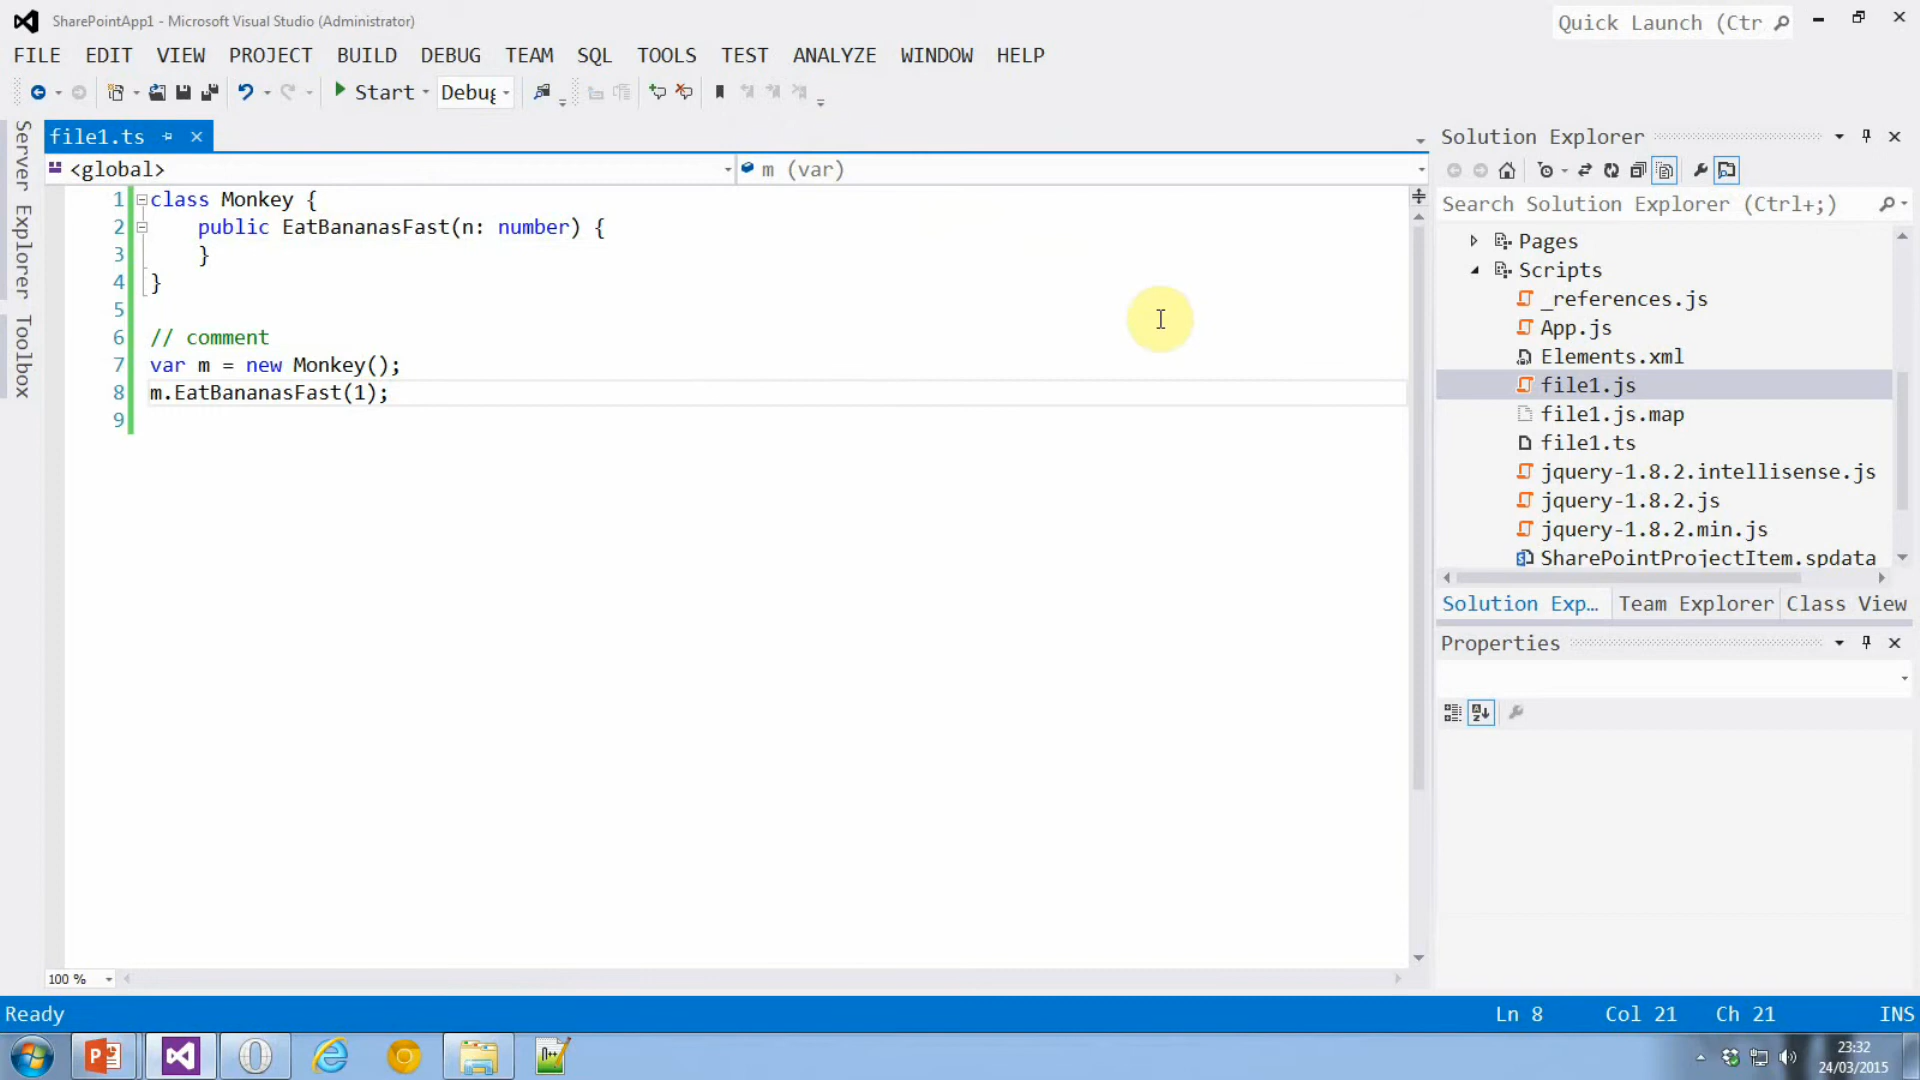 SharePointApp1 - Microsoft Visual Studio (Administrator)
Quick Launch (Ctr
FILE EDIT VIEW PROJECT BUILD DEBUG TEAM SQL TOOLS TEST ANALYZE WINDOW HELP
Start Debug
file1.ts
<global>
m (var)
1 class Monkey {
2 public EatBananasFast(n: number) {
3 }
4 }
5
6 // comment
7 var m = new Monkey();
8 m.EatBananasFast(1);
9
Server Explorer
Toolbox
100 %
Solution Explorer
Search Solution Explorer (Ctrl+;)
Pages
Scripts
_references.js
App.js
Elements.xml
file1.js
file1.js.map
file1.ts
jquery-1.8.2.intellisense.js
jquery-1.8.2.js
jquery-1.8.2.min.js
SharePointProjectItem.spdata
Solution Exp... Team Explorer Class View
Properties
Ready
Ln 8 Col 21 Ch 21 INS
23:32
24/03/2015